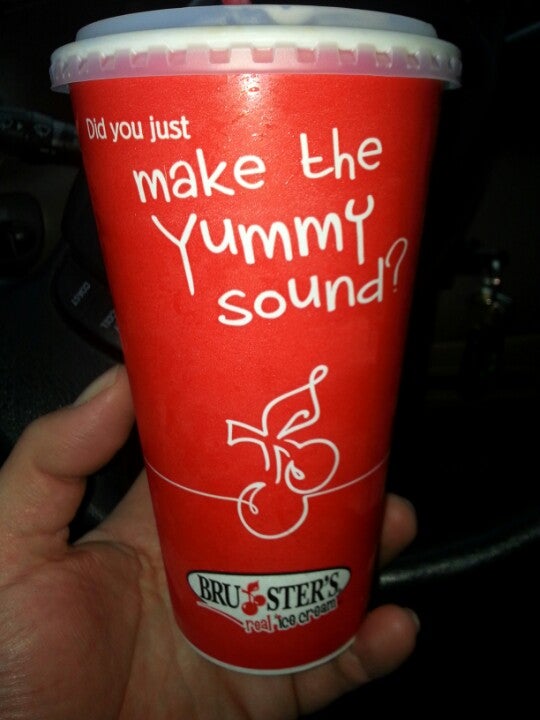 Did you just
make the
Yummy
sound?
BRUSTER'S
real ice cream